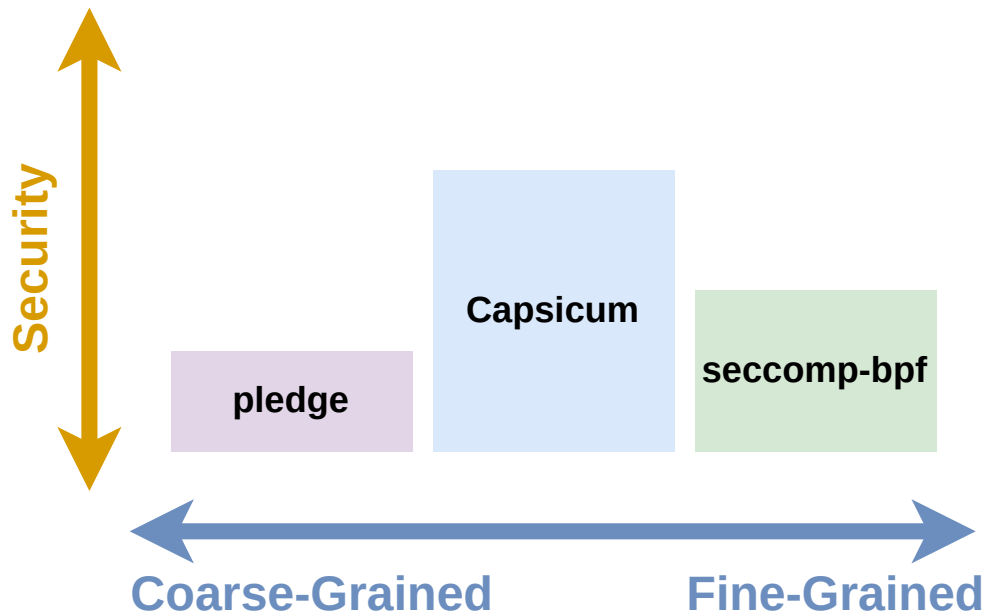 Security
Capsicum
seccomp-bpf
pledge
Coarse-Grained
Fine-Grained